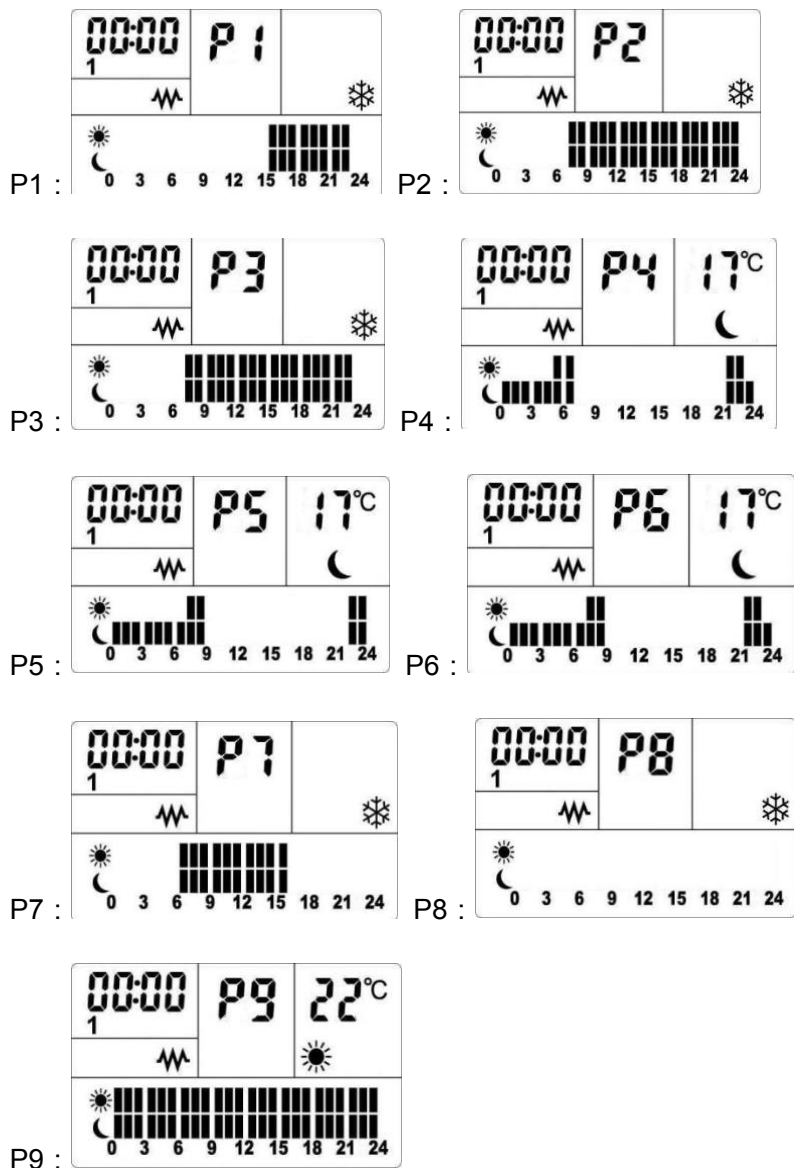 00:00 P1
1
0 3 6 9 12 15 18 21 24
P1 :
00:00 P2
1
0 3 6 9 12 15 18 21 24
P2 :
00:00 P3
1
0 3 6 9 12 15 18 21 24
P3 :
00:00 P4 17°C
1
0 3 6 9 12 15 18 21 24
P4 :
00:00 P5 17°C
1
0 3 6 9 12 15 18 21 24
P5 :
00:00 P6 17°C
1
0 3 6 9 12 15 18 21 24
P6 :
00:00 P7
1
0 3 6 9 12 15 18 21 24
P7 :
00:00 P8
1
0 3 6 9 12 15 18 21 24
P8 :
00:00 P9 22°C
1
0 3 6 9 12 15 18 21 24
P9 :